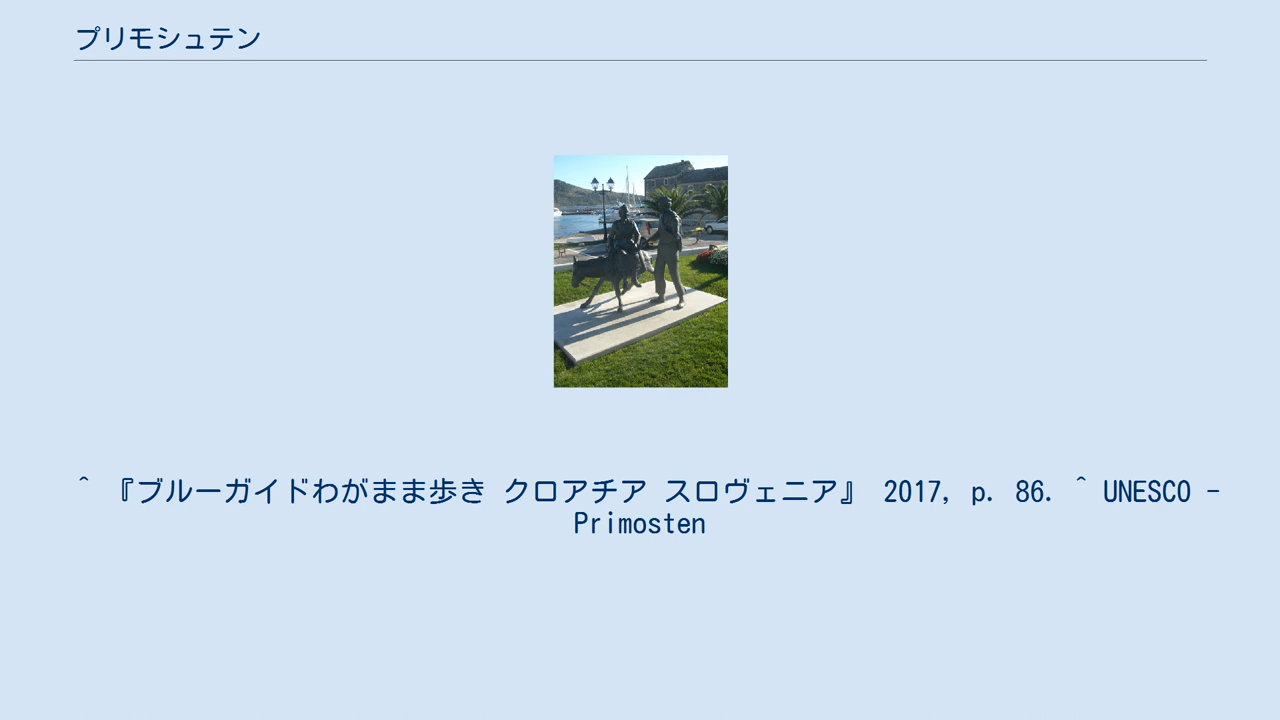 プリモシュテン
^ 『ブルーガイドわがまま歩き クロアチア スロヴェニア』 2017, p. 86. ^ UNESCO -
Primosten